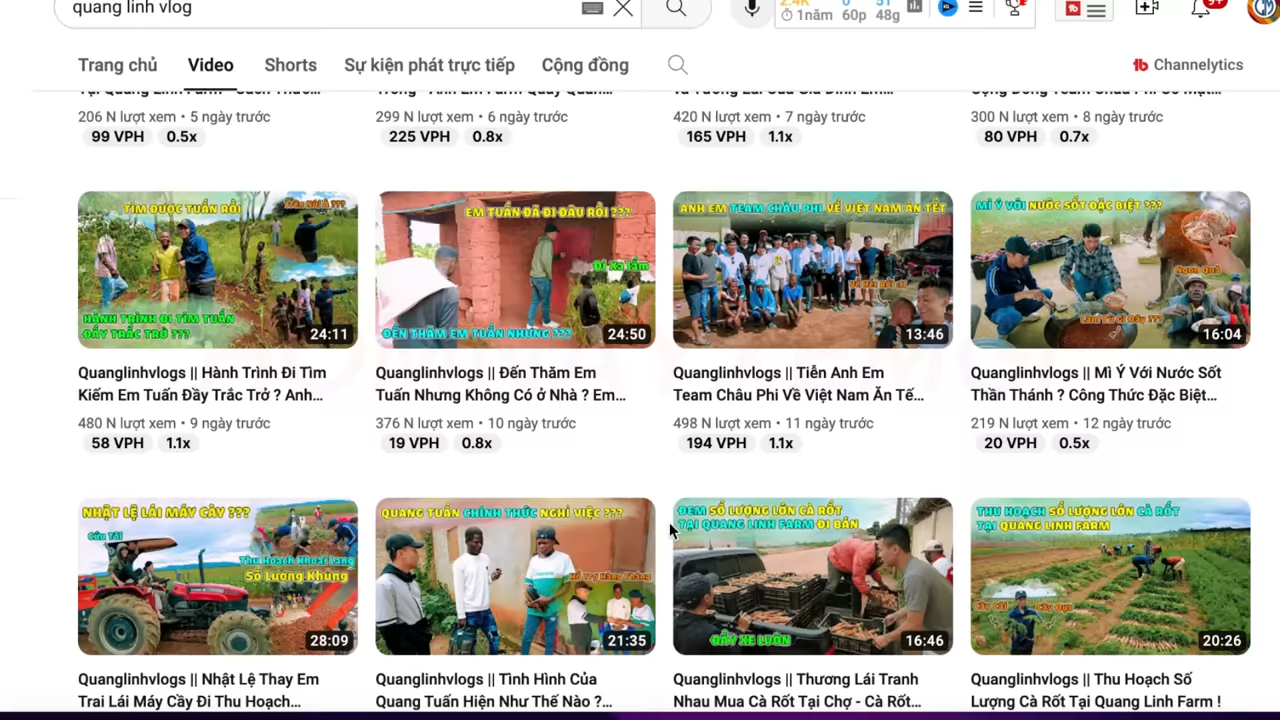 quang linh vlog
1năm 60p 48g
Trang chủ Video Shorts Sự kiện phát trực tiếp Cộng đồng
Channelytics
206 N lượt xem • 5 ngày trước
99 VPH 0.5x
299 N lượt xem • 6 ngày trước
225 VPH 0.8x
420 N lượt xem • 7 ngày trước
165 VPH 1.1x
300 N lượt xem • 8 ngày trước
80 VPH 0.7x
TÌM ĐƯỢC TUẤN RỒI
Trên Núi À ???
HÀNH TRÌNH ĐI TÌM TUẤN
ĐẦY TRẮC TRỞ ???
24:11
Quanglinhvlogs || Hành Trình Đi Tìm
Kiếm Em Tuấn Đầy Trắc Trở ? Anh...
480 N lượt xem • 9 ngày trước
58 VPH 1.1x
EM TUẤN ĐÃ ĐI ĐÂU RỒI ???
Đi Xa lắm
ĐẾN THĂM EM TUẤN NHƯNG ???
24:50
Quanglinhvlogs || Đến Thăm Em
Tuấn Nhưng Không Có ở Nhà ? Em...
376 N lượt xem • 10 ngày trước
19 VPH 0.8x
ANH EM TEAM CHÂU PHI VỀ VIỆT NAM ĂN TẾT
13:46
Quanglinhvlogs || Tiễn Anh Em
Team Châu Phi Về Việt Nam Ăn Tế...
498 N lượt xem • 11 ngày trước
194 VPH 1.1x
MÌ Ý VỚI NƯỚC SỐT ĐẶC BIỆT ???
Ngon Quá
16:04
Quanglinhvlogs || Mì Ý Với Nước Sốt
Thần Thánh ? Công Thức Đặc Biệt...
219 N lượt xem • 12 ngày trước
20 VPH 0.5x
NHẬT LỆ LÁI MÁY CÀY ???
Cứu Tôi
Thu Hoạch Khoai Lang
Số Lượng Khủng
28:09
Quanglinhvlogs || Nhật Lệ Thay Em
Trai Lái Máy Cầy Đi Thu Hoạch...
QUANG TUẤN CHÍNH THỨC NGHỈ VIỆC ???
Hỗ Trợ Hàng Tháng
21:35
Quanglinhvlogs || Tình Hình Của
Quang Tuấn Hiện Như Thế Nào ?...
ĐEM SỐ LƯỢNG LỚN CÀ RỐT
TẠI QUANG LINH FARM ĐI BÁN
ĐẦY XE LUÔN
16:46
Quanglinhvlogs || Thương Lái Tranh
Nhau Mua Cà Rốt Tại Chợ - Cà Rốt...
THU HOẠCH SỐ LƯỢNG LỚN CÀ RỐT
TẠI QUANG LINH FARM
20:26
Quanglinhvlogs || Thu Hoạch Số
Lượng Cà Rốt Tại Quang Linh Farm !